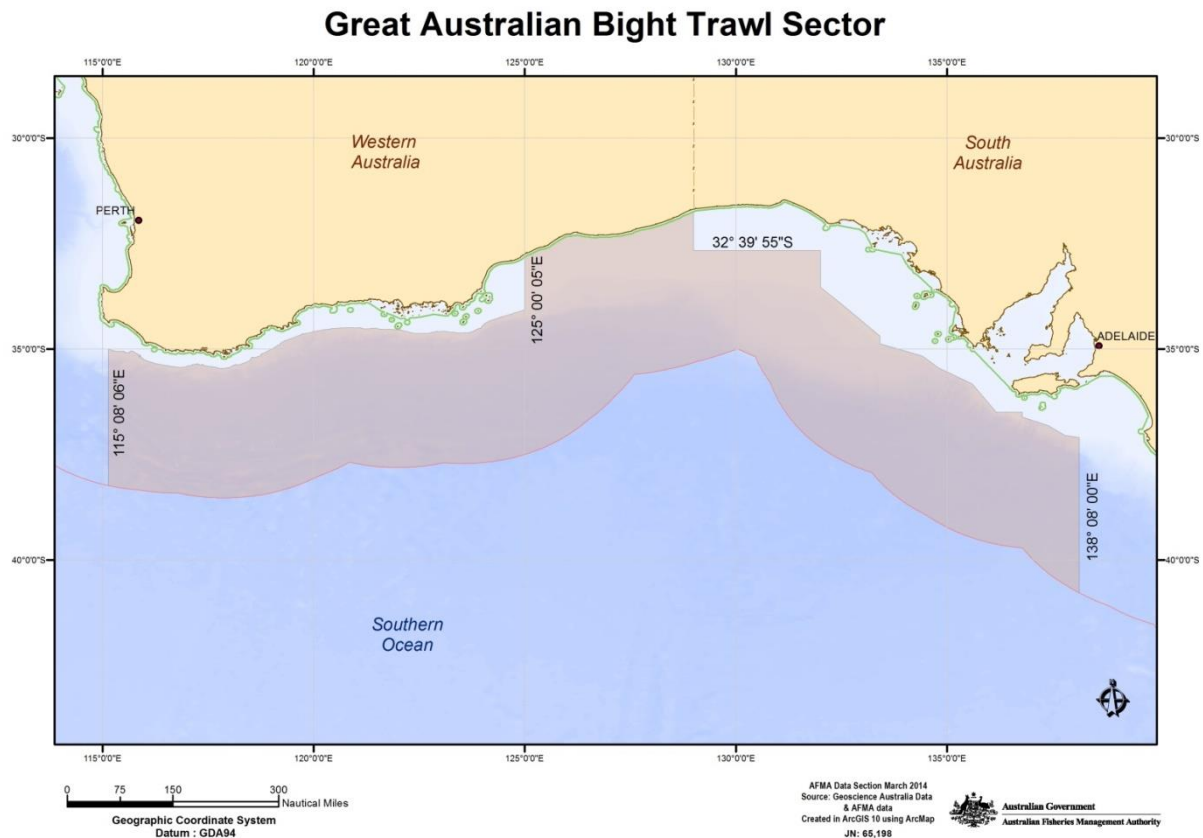 Great Australian Bight Trawl Sector
115°0'0"E 120°0'0"E 125°0'0"E 130°0'0"E 135°0'0"E
30°0'0"S 30°0'0"S
Western
Australia
South
Australia
PERTH
32° 39' 55"S
125° 00' 05"E
ADELAIDE
35°0'0"S 35°0'0"S
115° 08' 06"E
138° 08' 00"E
40°0'0"S 40°0'0"S
Southern
Ocean
115°0'0"E 120°0'0"E 125°0'0"E 130°0'0"E 135°0'0"E
0 75 150 300
Nautical Miles
Geographic Coordinate System
Datum : GDA94
AFMA Data Section March 2014
Source: Geoscience Australia Data
& AFMA data
Created in ArcGIS 10 using ArcMap
JN: 65,198
Australian Government
Australian Fisheries Management Authority